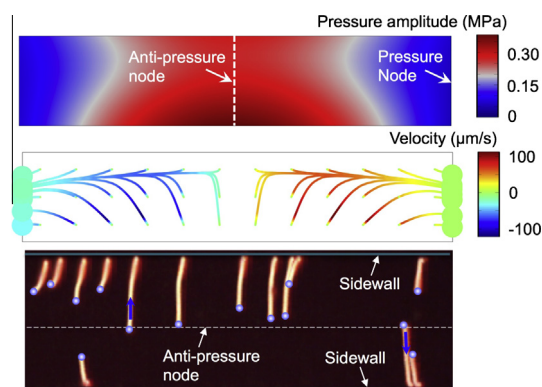 Pressure amplitude (MPa)
Anti-pressure
node
Pressure
Node
0.30
0.15
0
Velocity (μm/s)
100
0
-100
Sidewall
Anti-pressure
node
Sidewall